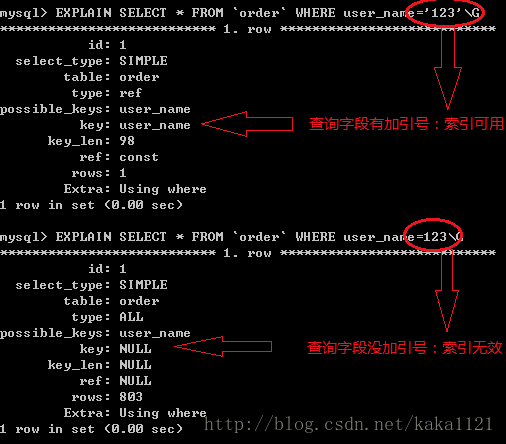 mysql> EXPLAIN SELECT * FROM `order` WHERE user_name='123'\G
*************************** 1. row ***************************
id: 1
select_type: SIMPLE
table: order
type: ref
possible_keys: user_name
key: user_name
查询字段有加引号；索引可用
key_len: 98
ref: const
rows: 1
Extra: Using where
1 row in set (0.00 sec)
mysql> EXPLAIN SELECT * FROM `order` WHERE user_name=123\G
*************************** 1. row ***************************
id: 1
select_type: SIMPLE
table: order
type: ALL
possible_keys: user_name
key: NULL
查询字段没加引号；索引无效
key_len: NULL
ref: NULL
rows: 803
Extra: Using where
http://blog.csdn.net/kaka1121
1 row in set (0.00 sec)